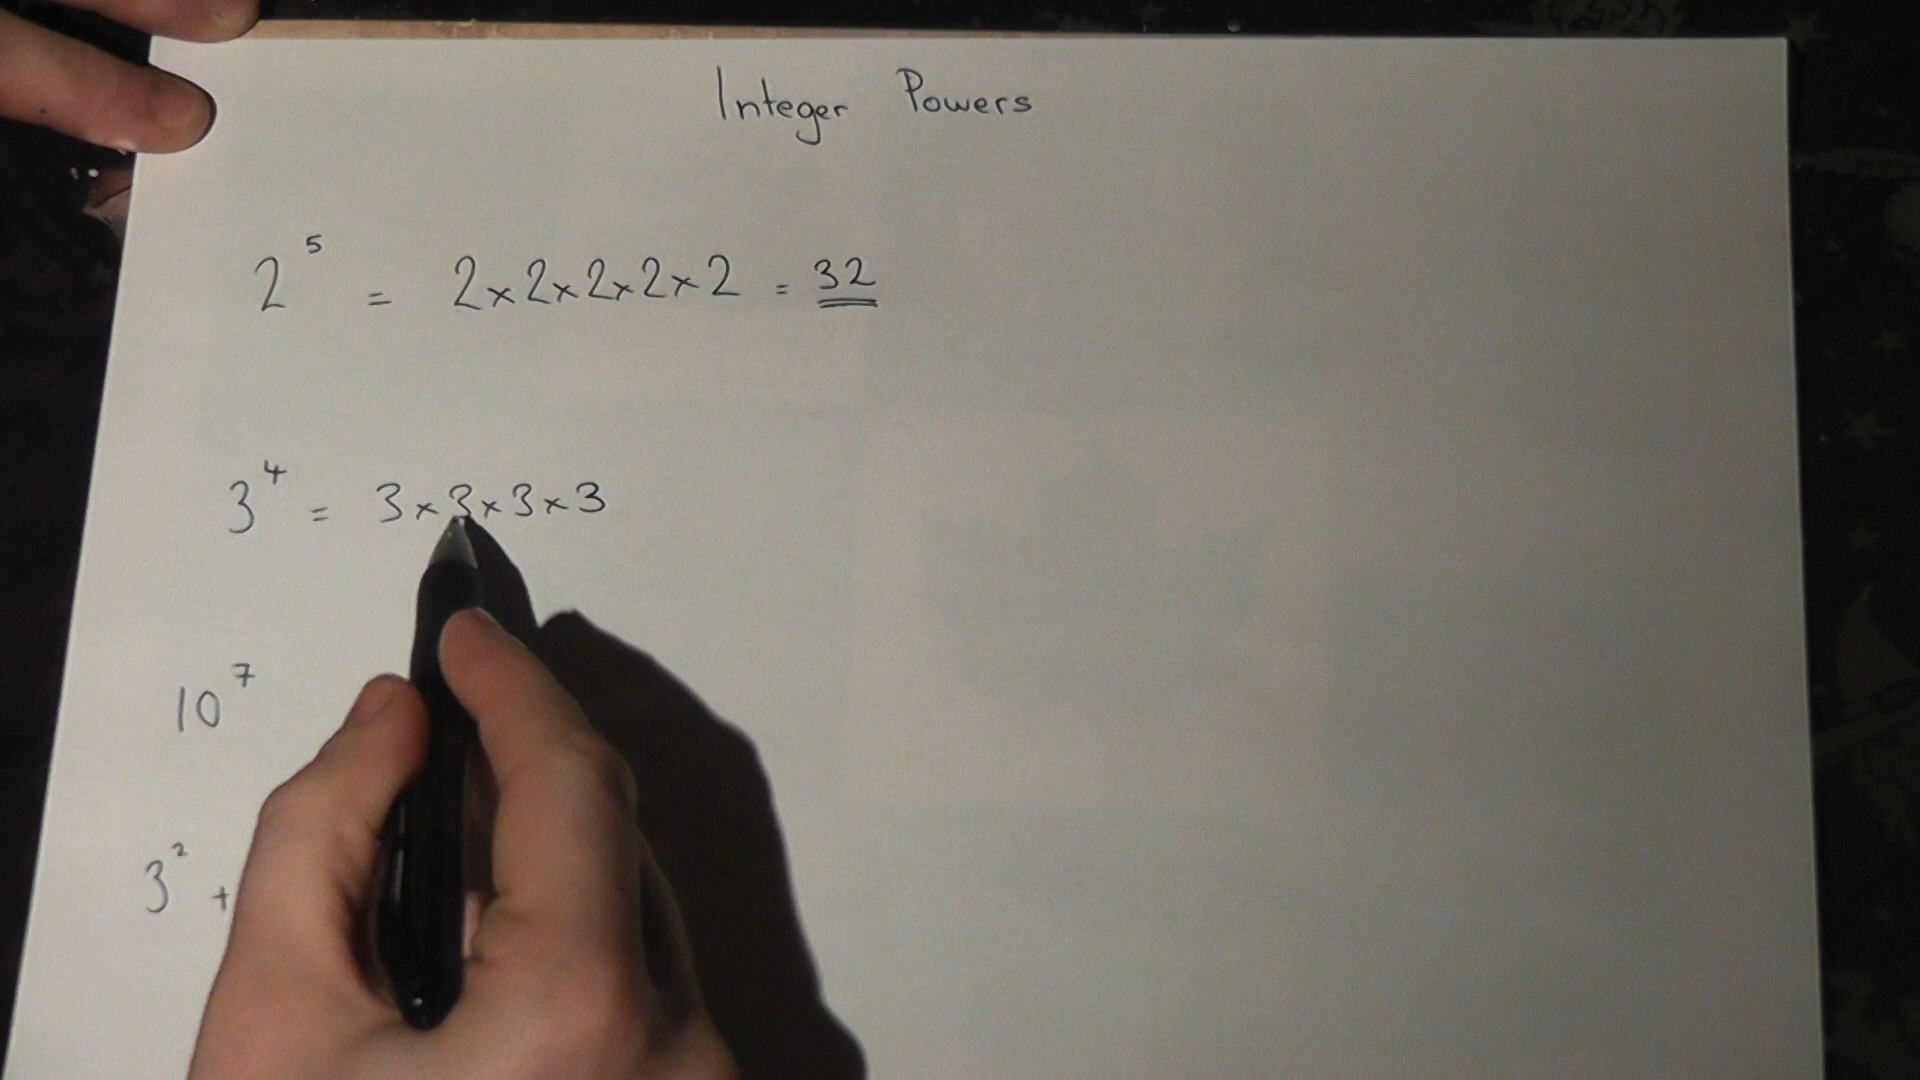 Integer Powers
2⁵ = 2×2×2×2×2 = 32
3⁴ = 3×3×3×3
10⁷
3² +